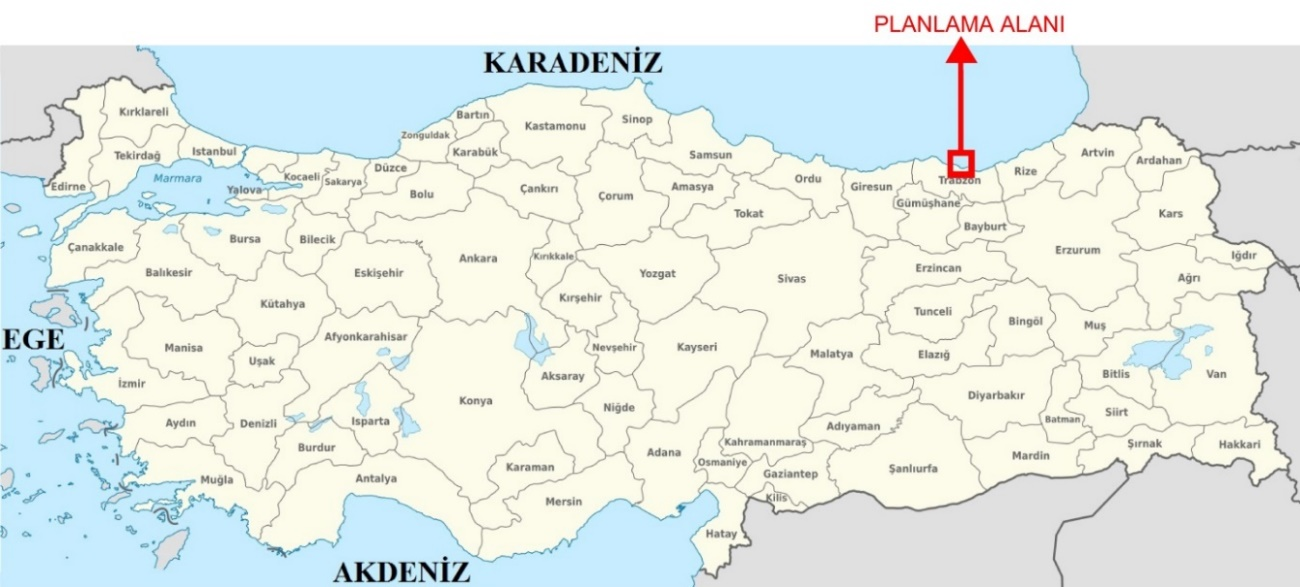 PLANLAMA ALANI
KARADENİZ
Kırklareli
Bartın
Kastamonu
Sinop
Zonguldak
Tekirdağ
Istanbul
Karabük
Samsun
Artvin
Ardahan
Edirne
Marmara
Yalova
Kocaeli
Sakarya
Düzce
Bolu
Çankırı
Çorum
Amasya
Ordu
Giresun
Trabzon
Rize
Gümüşhane
Tokat
Bayburt
Kars
Çanakkale
Bursa
Bilecik
Ankara
Kırıkkale
Erzurum
Iğdır
Balıkesir
Eskişehir
Yozgat
Sivas
Erzincan
Ağrı
Kütahya
Kırşehir
Tunceli
Bingöl
Muş
EGE
Manisa
Afyonkarahisar
Uşak
Nevşehir
Kayseri
Malatya
Elazığ
İzmir
Aksaray
Bitlis
Van
Konya
Niğde
Diyarbakır
Aydın
Denizli
Isparta
Adıyaman
Batman
Siirt
Burdur
Adana
Kahramanmaraş
Mardin
Şırnak
Hakkari
Muğla
Antalya
Karaman
Osmaniye
Gaziantep
Şanlıurfa
Mersin
Kilis
Hatay
AKDENİZ